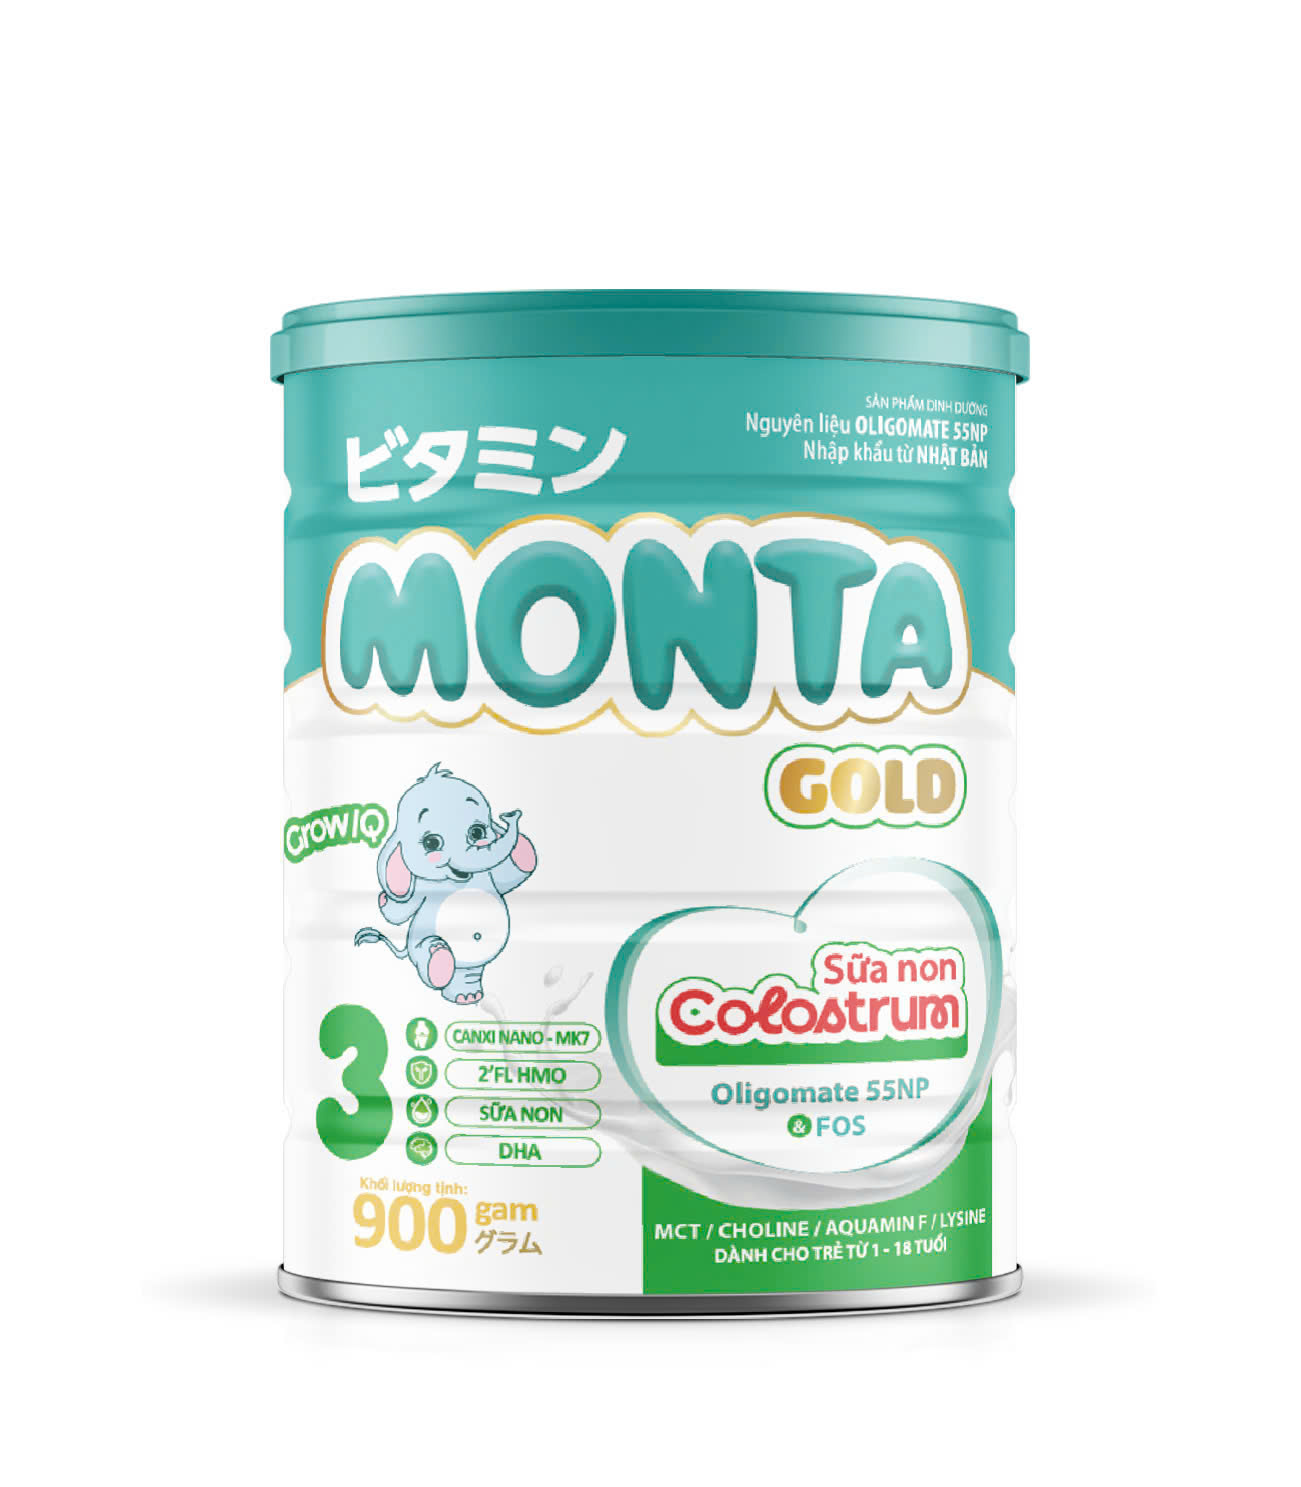 SẢN PHẨM DINH DƯỠNG
Nguyên liệu OLIGOMATE 55NP
Nhập khẩu từ NHẬT BẢN
ビタミン
MONTA
GOLD
GrowIQ
Sữa non
Colostrum
Oligomate 55NP
& FOS
3
CANXI NANO - MK7
2'FL HMO
SỮA NON
DHA
Khối lượng tịnh:
900 gam
グラム
MCT / CHOLINE / AQUAMIN F / LYSINE
DÀNH CHO TRẺ TỪ 1 - 18 TUỔI